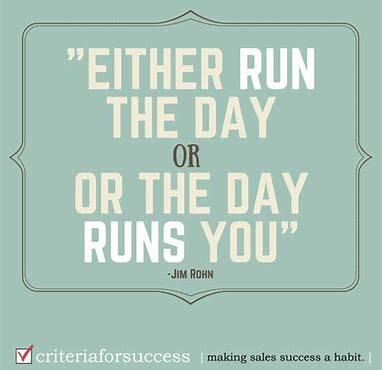 ”EITHER RUN
THE DAY
OR
OR THE DAY
RUNS YOU”
-JIM ROHN
criteriaforsuccess [ making sales success a habit. ]